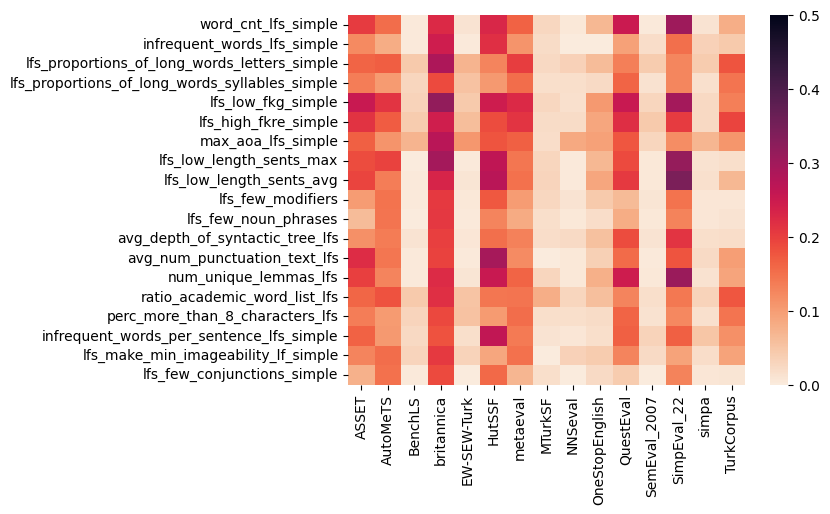 word_cnt_lfs_simple
infrequent_words_lfs_simple
lfs_proportions_of_long_words_letters_simple
lfs_proportions_of_long_words_syllables_simple
lfs_low_fkg_simple
lfs_high_fkre_simple
max_aoa_lfs_simple
lfs_low_length_sents_max
lfs_low_length_sents_avg
lfs_few_modifiers
lfs_few_noun_phrases
avg_depth_of_syntactic_tree_lfs
avg_num_punctuation_text_lfs
num_unique_lemmas_lfs
ratio_academic_word_list_lfs
perc_more_than_8_characters_lfs
infrequent_words_per_sentence_lfs_simple
lfs_make_min_imageability_lf_simple
lfs_few_conjunctions_simple
ASSET
AutoMeTS
BenchLS
britannica
EW-SEW-Turk
HutSSF
metaeval
MTurkSF
NNSeval
OneStopEnglish
QuestEval
SemEval_2007
SimpEval_22
simpa
TurkCorpus
0.5
0.4
0.3
0.2
0.1
0.0